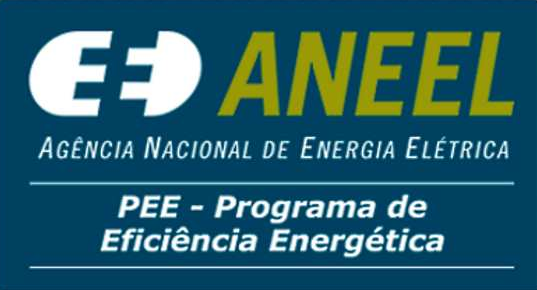 ANEEL
AGÊNCIA NACIONAL DE ENERGIA ELÉTRICA
PEE - Programa de
Eficiência Energética